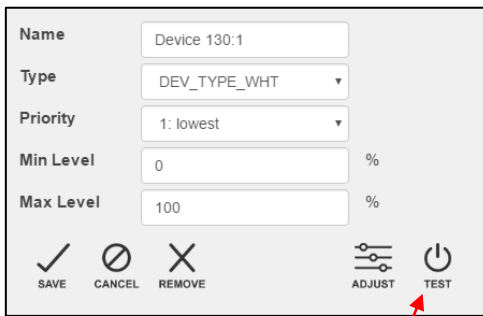 Name Device 130:1
Type DEV_TYPE_WHT
Priority 1: lowest
Min Level 0 %
Max Level 100 %
SAVE CANCEL REMOVE ADJUST TEST